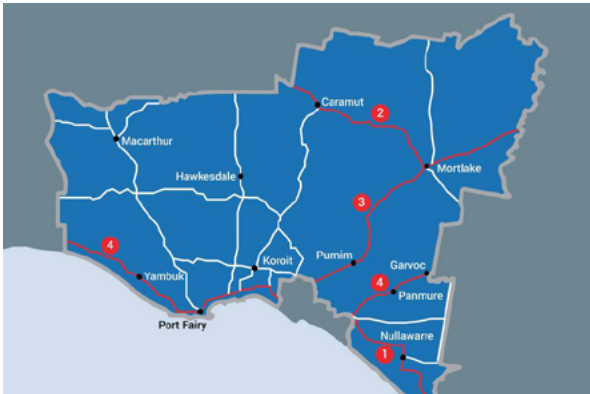 Caramut
2
Macarthur
Mortlake
Hawkesdale
3
4
Koroit
Purnim
Garvoc
Yambuk
4
Panmure
Port Fairy
Nullawarre
1